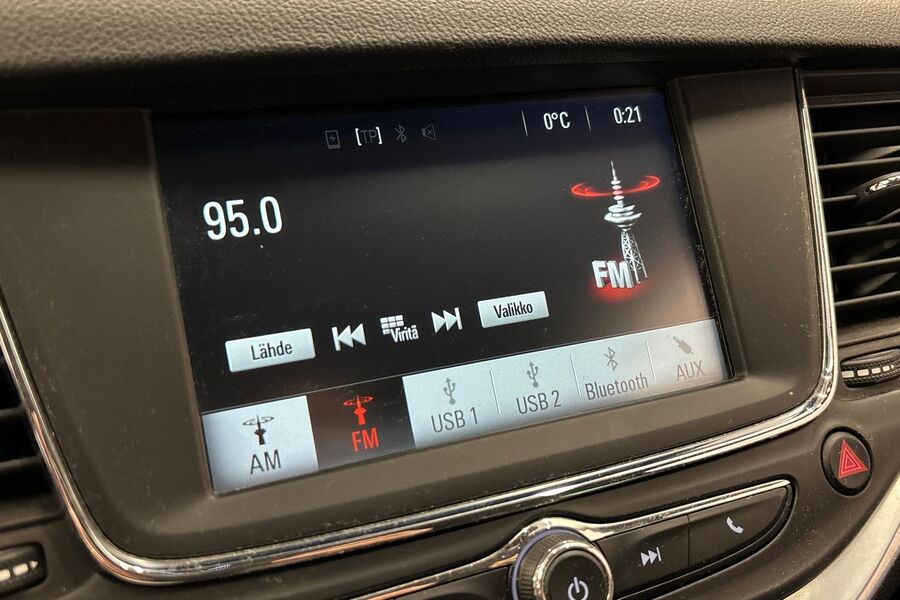 [TP] 0°C 0:21
95.0
FM
Lähde Viritä Valikko
AM FM USB 1 USB 2 Bluetooth AUX